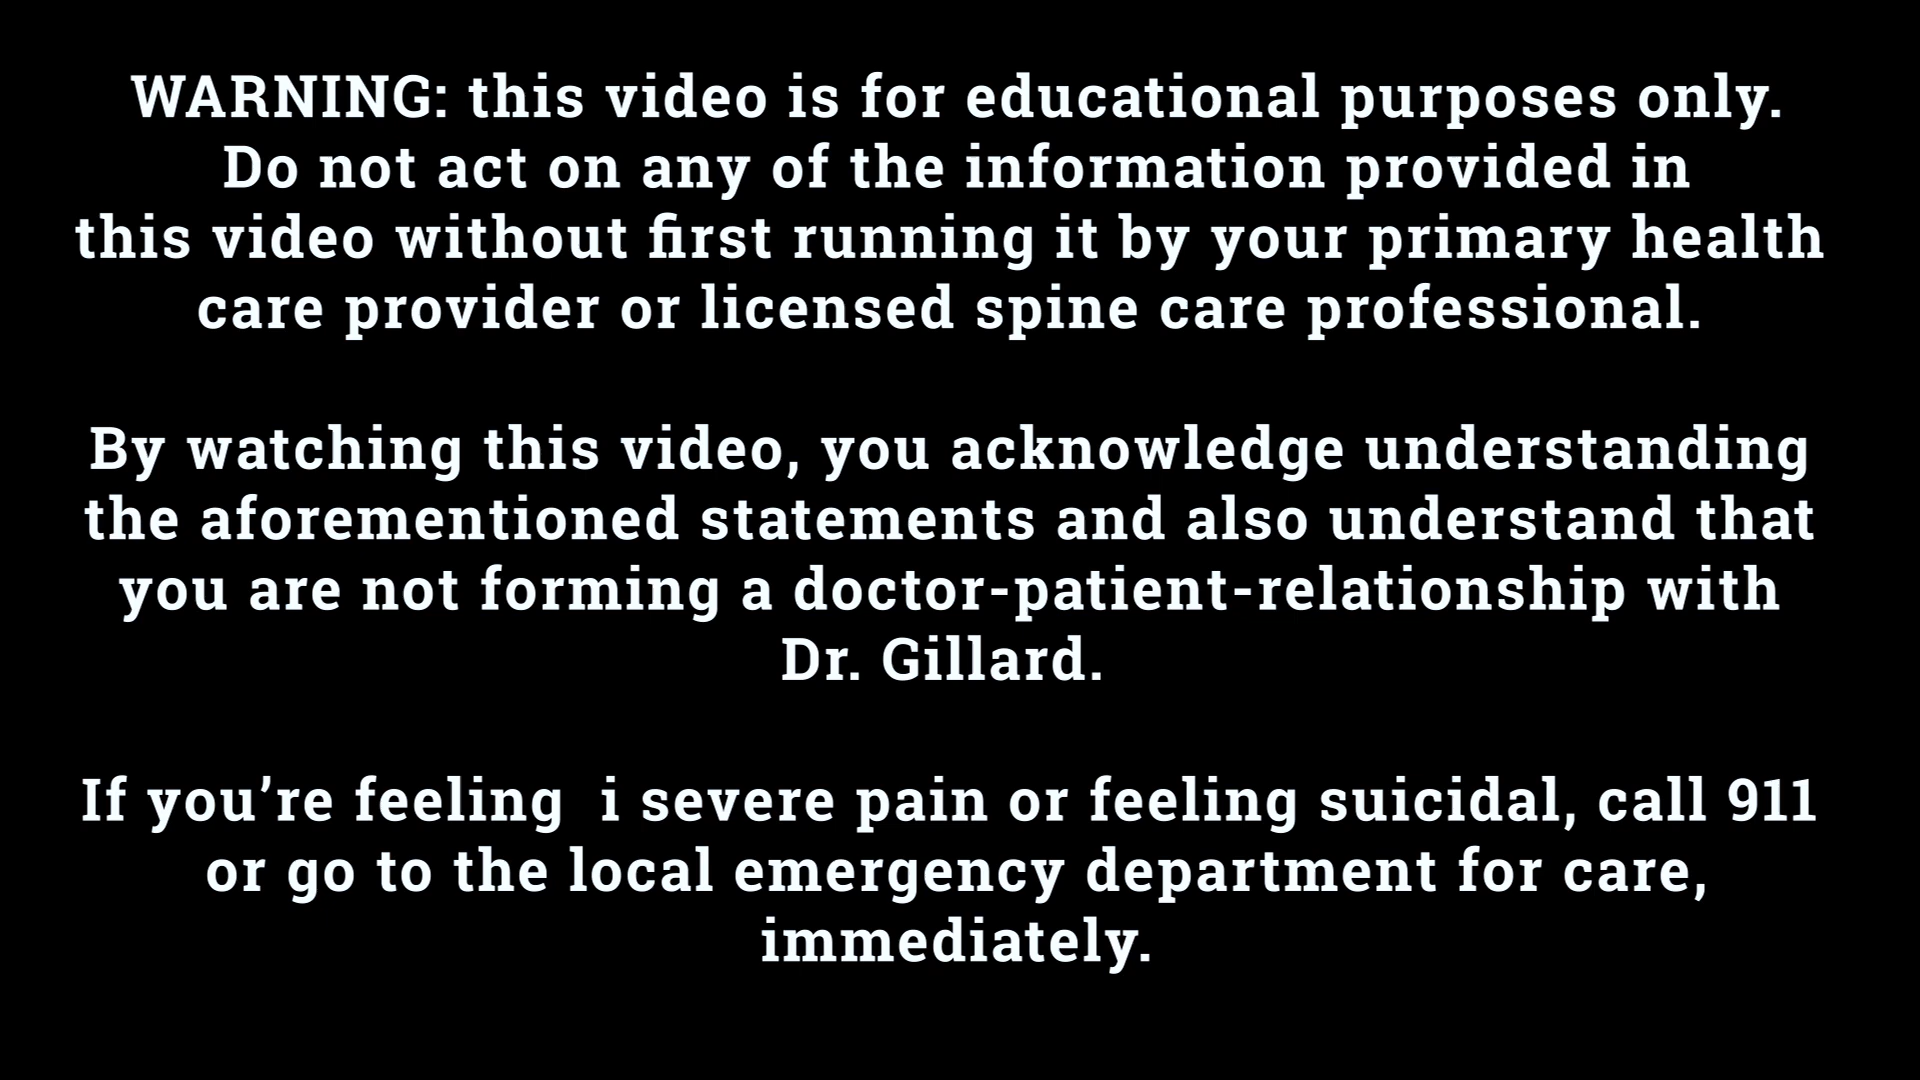 WARNING: this video is for educational purposes only.
Do not act on any of the information provided in
this video without first running it by your primary health
care provider or licensed spine care professional.
By watching this video, you acknowledge understanding
the aforementioned statements and also understand that
you are not forming a doctor-patient-relationship with
Dr. Gillard.
If you’re feeling  i severe pain or feeling suicidal, call 911
or go to the local emergency department for care,
immediately.